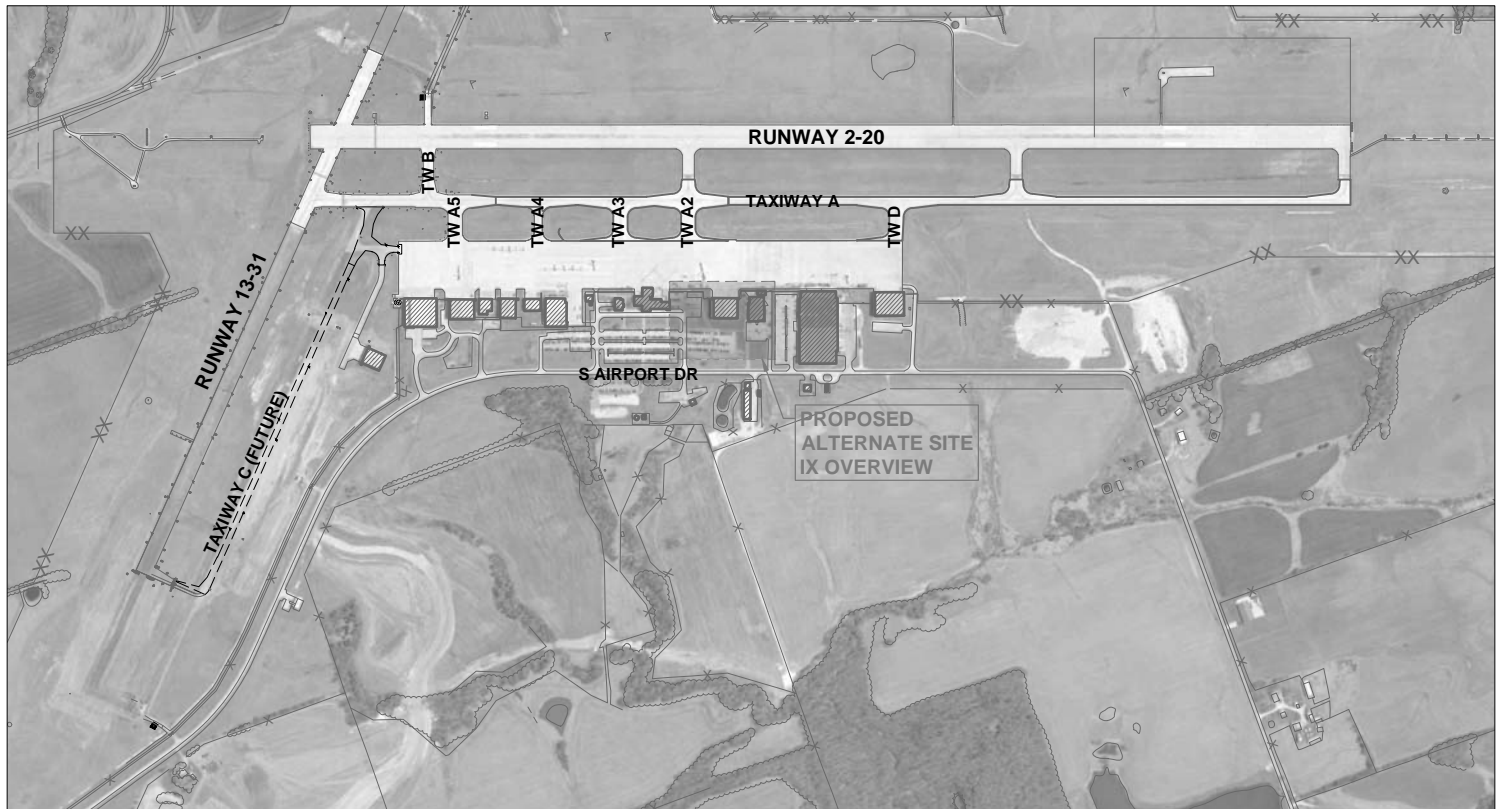 RUNWAY 2-20
TW B
TAXIWAY A
TW A5
TW A4
TW A3
TW A2
TW D
RUNWAY 13-31
S AIRPORT DR
TAXIWAY C (FUTURE)
PROPOSED
ALTERNATE SITE
IX OVERVIEW